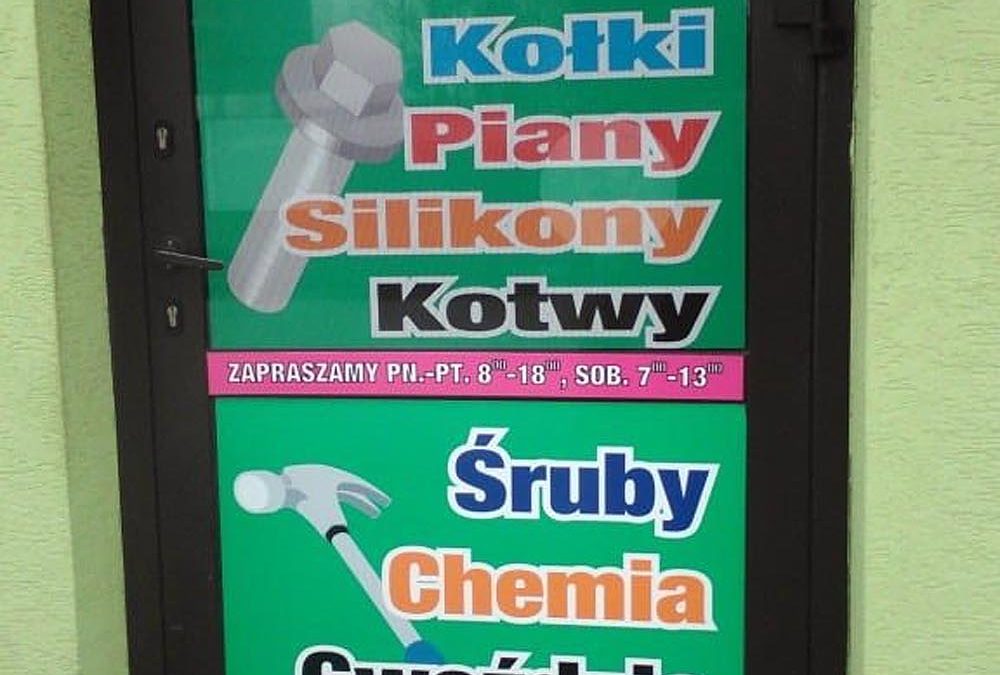 Kołki
Piany
Silikony
Kotwy
ZAPRASZAMY PN.-PT. 8⁰⁰-18⁰⁰, SOB. 7⁰⁰-13⁰⁰
Śruby
Chemia